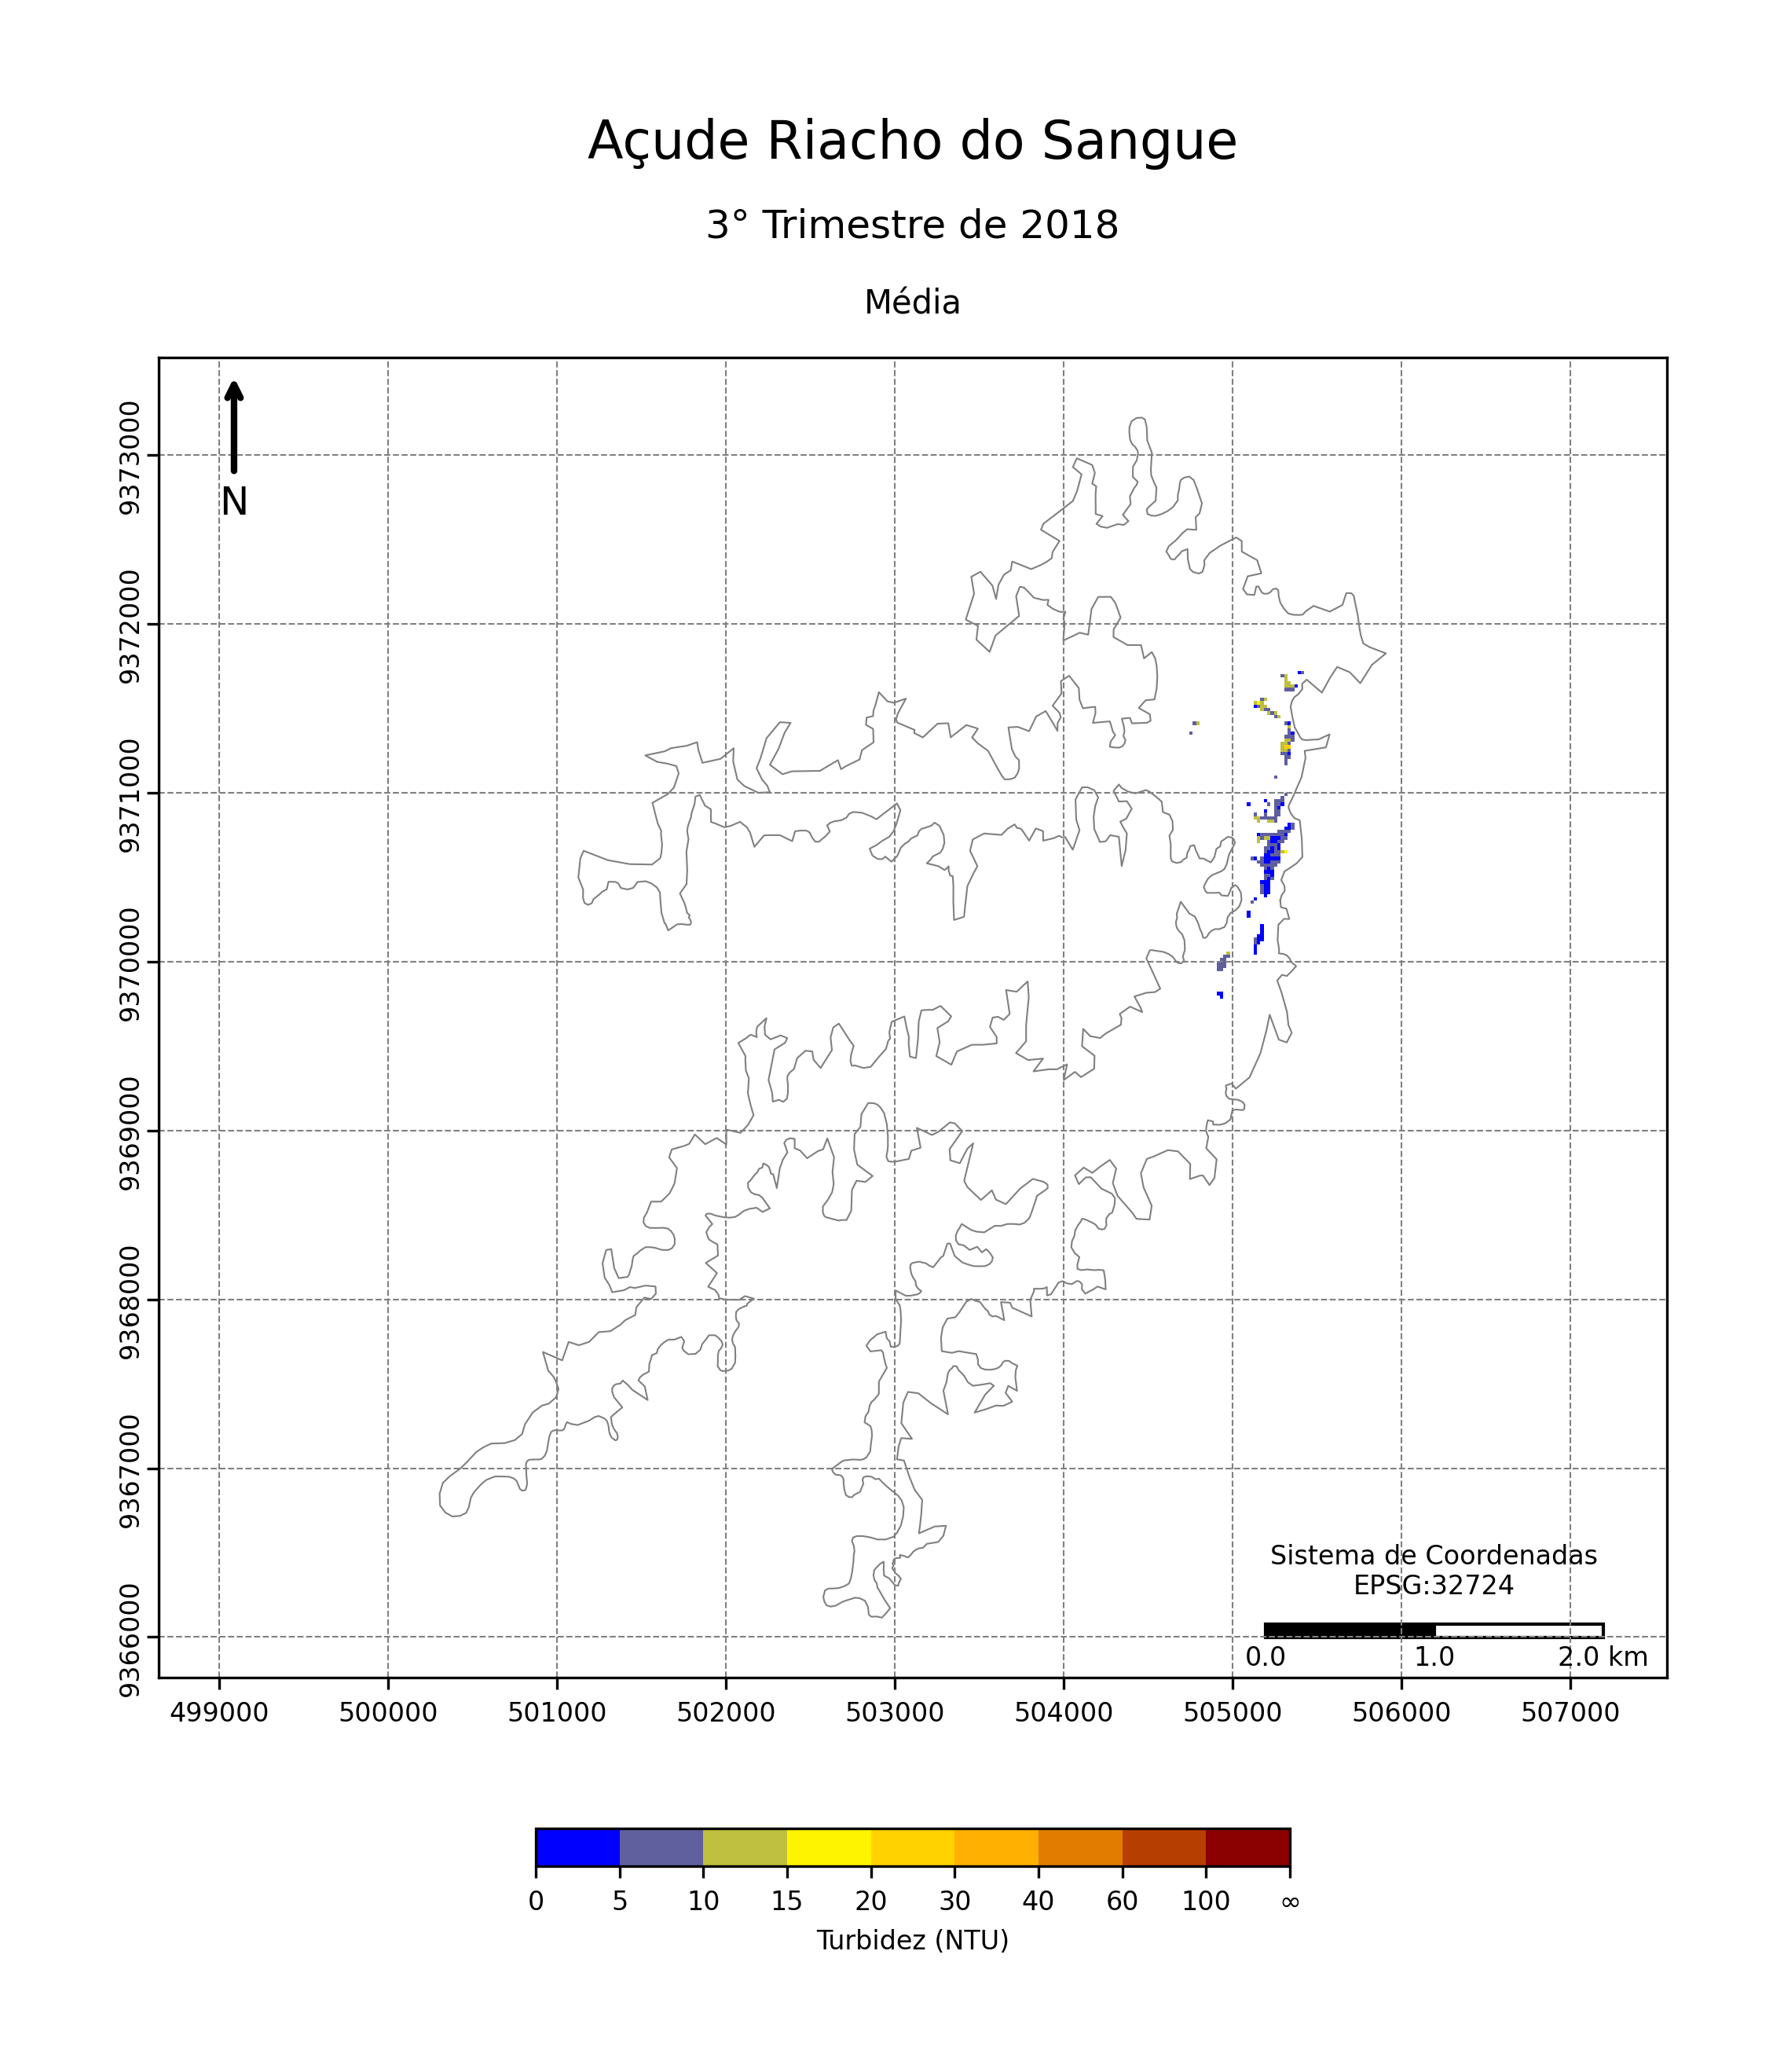 Açude Riacho do Sangue
3° Trimestre de 2018
Média
N
9373000
9372000
9371000
9370000
9369000
9368000
9367000
9366000
Sistema de Coordenadas
EPSG:32724
0.0 1.0 2.0 km
499000 500000 501000 502000 503000 504000 505000 506000 507000
0 5 10 15 20 30 40 60 100 ∞
Turbidez (NTU)